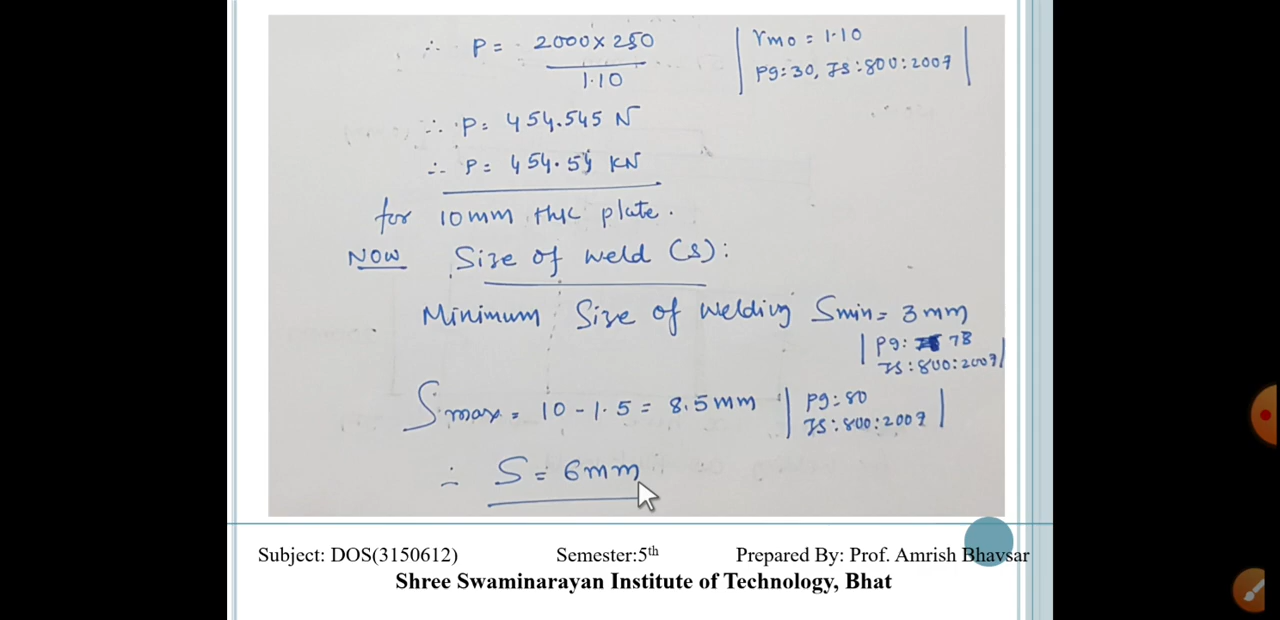 ∴ P = 2000 × 250
1.10
γmo = 1.10
Pg: 30, IS: 800: 2007
∴ P = 454.545 N
∴ P = 454.54 KN
for 10mm thk plate.
NOW Size of weld (S):
Minimum Size of welding Smin = 3mm
Pg: 78
IS: 800: 2007
Smax = 10 - 1.5 = 8.5mm
Pg: 80
IS: 800: 2007
∴ S = 6mm
Subject: DOS(3150612) Semester:5th Prepared By: Prof. Amrish Bhavsar
Shree Swaminarayan Institute of Technology, Bhat